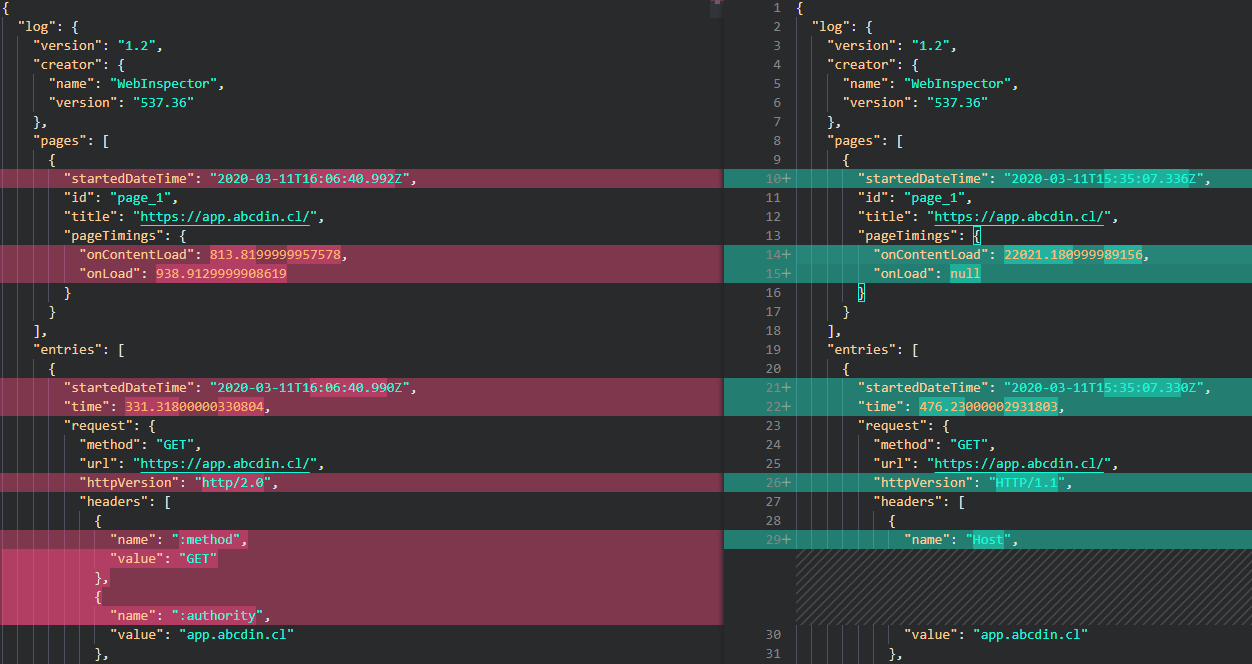 {
  "log": {
    "version": "1.2",
    "creator": {
      "name": "WebInspector",
      "version": "537.36"
    },
    "pages": [
      {
        "startedDateTime": "2020-03-11T16:06:40.992Z",
        "id": "page_1",
        "title": "https://app.abcdin.cl/",
        "pageTimings": {
          "onContentLoad": 813.8199999957578,
          "onLoad": 938.9129999908619
        }
      }
    ],
    "entries": [
      {
        "startedDateTime": "2020-03-11T16:06:40.990Z",
        "time": 331.31800000330804,
        "request": {
          "method": "GET",
          "url": "https://app.abcdin.cl/",
          "httpVersion": "http/2.0",
          "headers": [
            {
              "name": ":method",
              "value": "GET"
            },
            {
              "name": ":authority",
              "value": "app.abcdin.cl"
            },
1 {
2   "log": {
3     "version": "1.2",
4     "creator": {
5       "name": "WebInspector",
6       "version": "537.36"
7     },
8     "pages": [
9       {
10+         "startedDateTime": "2020-03-11T15:35:07.336Z",
11         "id": "page_1",
12         "title": "https://app.abcdin.cl/",
13         "pageTimings": {
14+           "onContentLoad": 22021.180999989156,
15+           "onLoad": null
16         }
17       }
18     ],
19     "entries": [
20       {
21+         "startedDateTime": "2020-03-11T15:35:07.330Z",
22+         "time": 476.23000002931803,
23         "request": {
24           "method": "GET",
25           "url": "https://app.abcdin.cl/",
26+           "httpVersion": "HTTP/1.1",
27           "headers": [
28             {
29+               "name": "Host",
30               "value": "app.abcdin.cl"
31             },